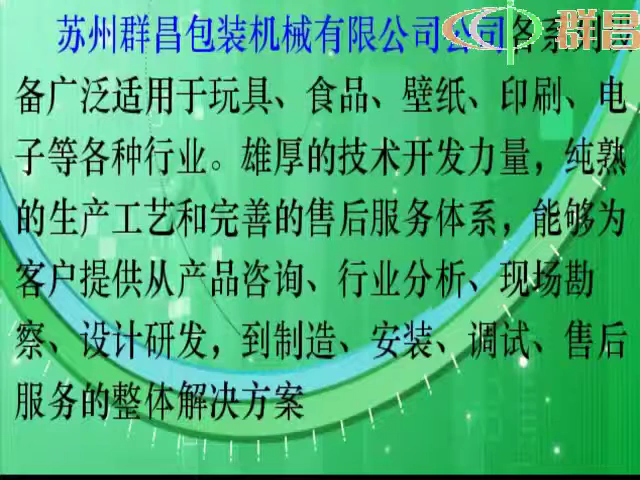 苏州群昌包装机械有限公司公司各系列设
备广泛适用于玩具、食品、壁纸、印刷、电
子等各种行业。雄厚的技术开发力量，纯熟
的生产工艺和完善的售后服务体系，能够为
客户提供从产品咨询、行业分析、现场勘
察、设计研发，到制造、安装、调试、售后
服务的整体解决方案
群昌